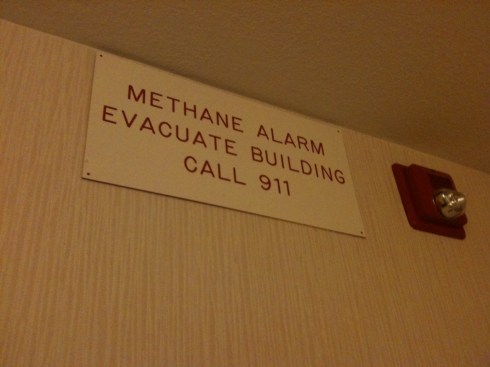 METHANE ALARM
EVACUATE BUILDING
CALL 911